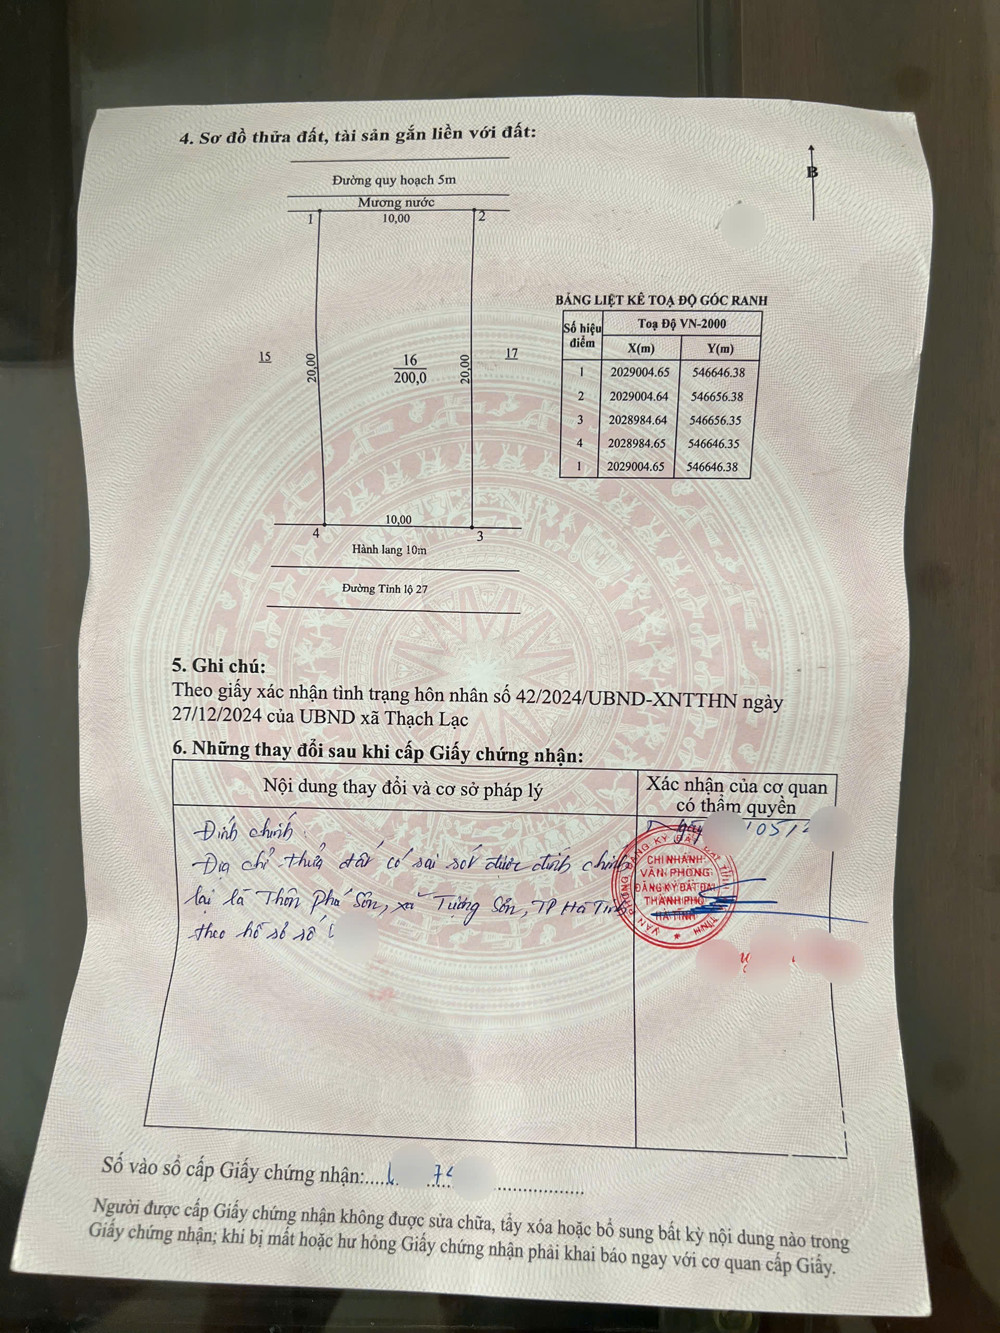 4. Sơ đồ thửa đất, tài sản gắn liền với đất:
B
Đường quy hoạch 5m
Mương nước
1
10,00
2
15
20,00
16
200,0
20,00
17
4
10,00
3
Hành lang 10m
Đường Tỉnh lộ 27
BẢNG LIỆT KÊ TOẠ ĐỘ GÓC RANH
Số hiệu điểm Toạ Độ VN-2000
X(m) Y(m)
1 2029004.65 546646.38
2 2029004.64 546656.38
3 2028984.64 546656.35
4 2028984.65 546646.35
1 2029004.65 546646.38
5. Ghi chú:
Theo giấy xác nhận tình trạng hôn nhân số 42/2024/UBND-XNTTHN ngày
27/12/2024 của UBND xã Thạch Lạc
6. Những thay đổi sau khi cấp Giấy chứng nhận:
Nội dung thay đổi và cơ sở pháp lý
Xác nhận của cơ quan
có thẩm quyền
Đính chính:
Địa chỉ thửa đất có sai sót được đính chính
lại là Thôn Phú Sơn, xã Tượng Sơn, TP Hà Tĩnh
theo hồ sơ số
Ngày 05
VĂN PHÒNG ĐĂNG KÝ ĐẤT ĐAI TỈNH
CHI NHÁNH
VĂN PHÒNG
ĐĂNG KÝ ĐẤT ĐAI
THÀNH PHỐ
HÀ TĨNH
Số vào sổ cấp Giấy chứng nhận:
Người được cấp Giấy chứng nhận không được sửa chữa, tẩy xóa hoặc bổ sung bất kỳ nội dung nào trong
Giấy chứng nhận; khi bị mất hoặc hư hỏng Giấy chứng nhận phải khai báo ngay với cơ quan cấp Giấy.